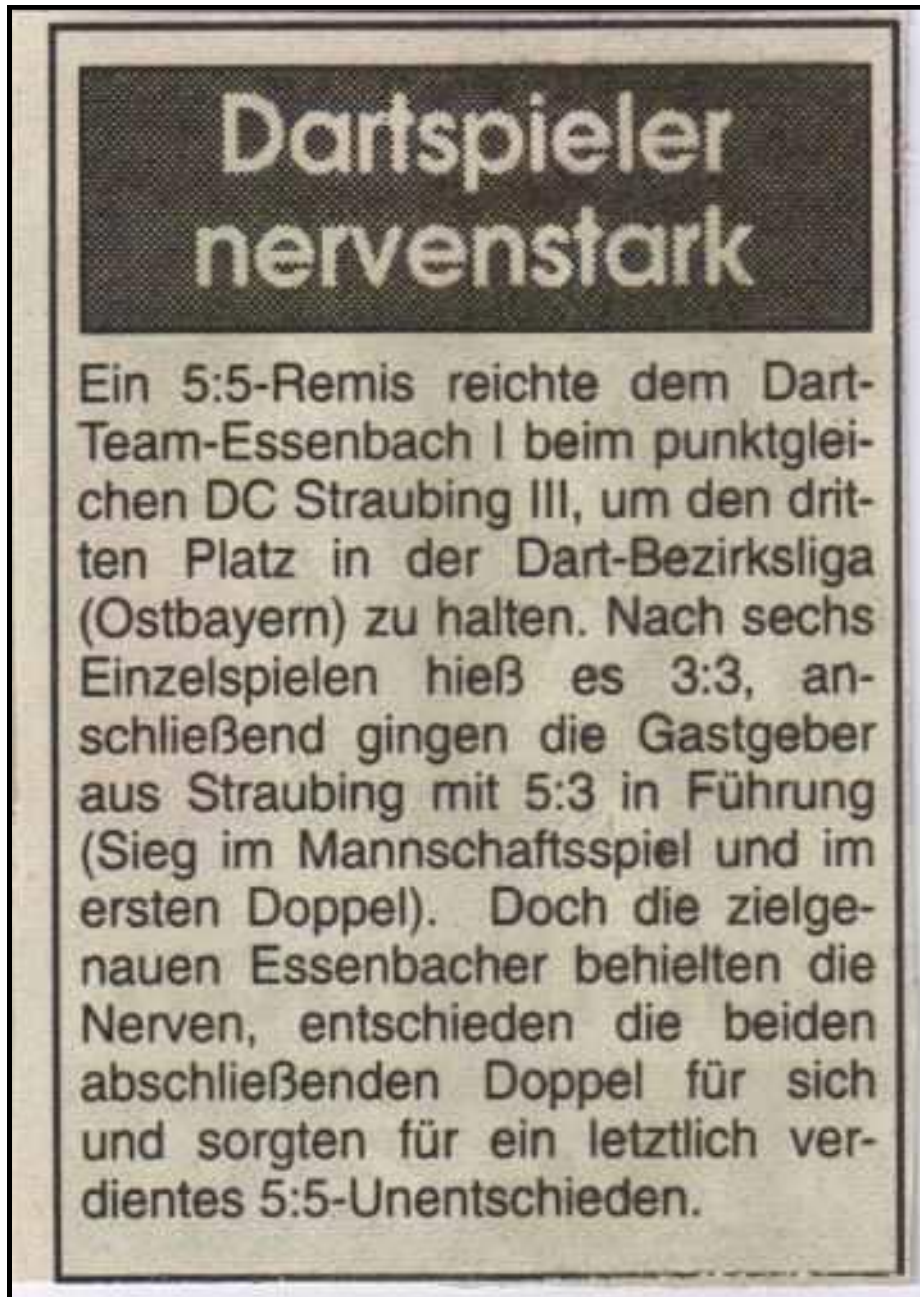 Dartspieler
nervenstark
Ein 5:5-Remis reichte dem Dart-
Team-Essenbach I beim punktglei-
chen DC Straubing III, um den drit-
ten Platz in der Dart-Bezirksliga
(Ostbayern) zu halten. Nach sechs
Einzelspielen hieß es 3:3, an-
schließend gingen die Gastgeber
aus Straubing mit 5:3 in Führung
(Sieg im Mannschaftsspiel und im
ersten Doppel). Doch die zielge-
nauen Essenbacher behielten die
Nerven, entschieden die beiden
abschließenden Doppel für sich
und sorgten für ein letztlich ver-
dientes 5:5-Unentschieden.